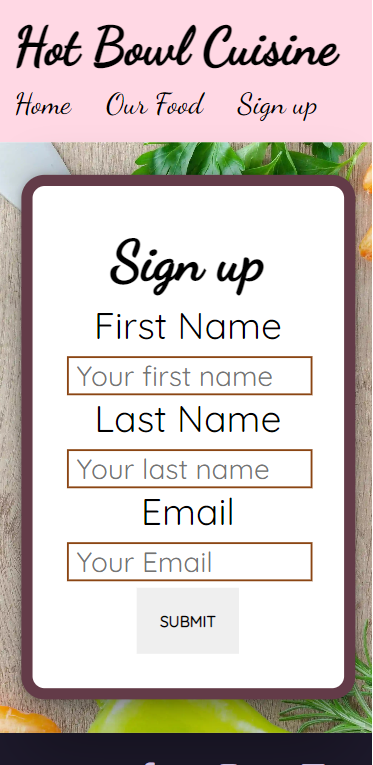 Hot Bowl Cuisine
Home Our Food Sign up
Sign up
First Name
Your first name
Last Name
Your last name
Email
Your Email
SUBMIT